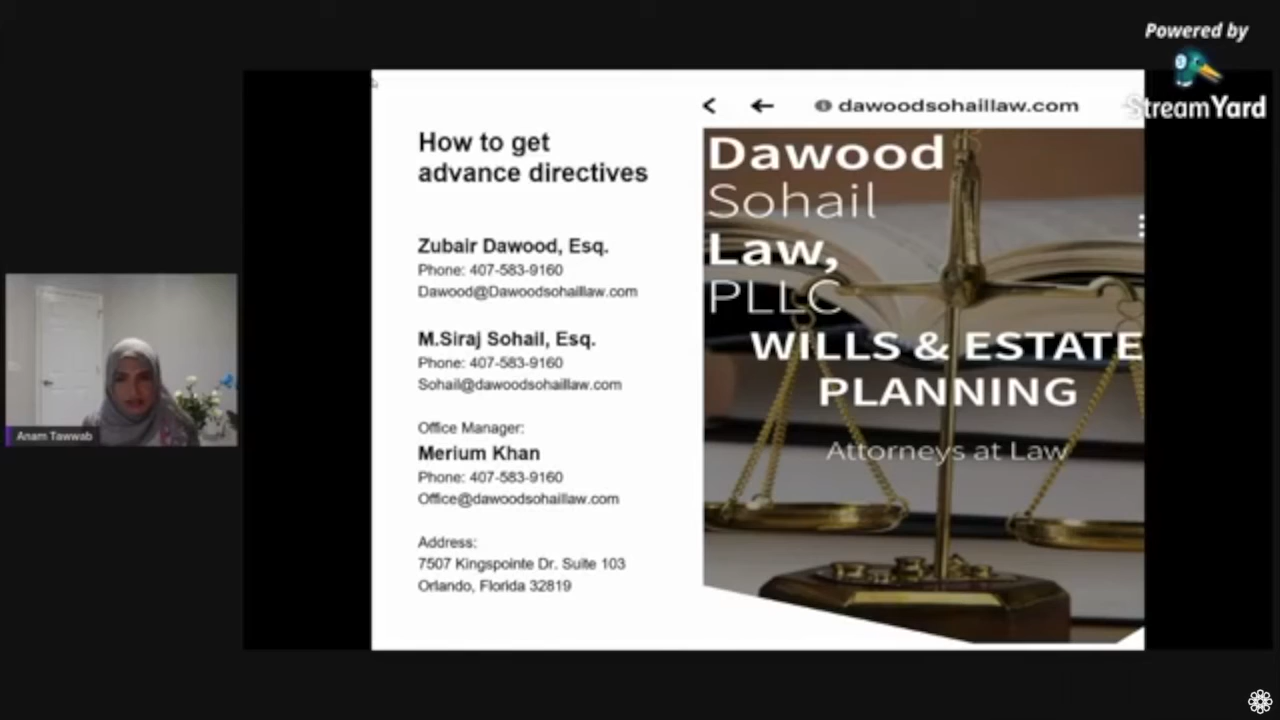 Powered by
StreamYard
How to get
advance directives
Zubair Dawood, Esq.
Phone: 407-583-9160
Dawood@Dawoodsohaillaw.com
M.Siraj Sohail, Esq.
Phone: 407-583-9160
Sohail@dawoodsohaillaw.com
Office Manager:
Merium Khan
Phone: 407-583-9160
Office@dawoodsohaillaw.com
Address:
7507 Kingspointe Dr. Suite 103
Orlando, Florida 32819
dawoodsohaillaw.com
Dawood
Sohail
Law,
PLLC
WILLS & ESTATE
PLANNING
Attorneys at Law
Anam Tawwab